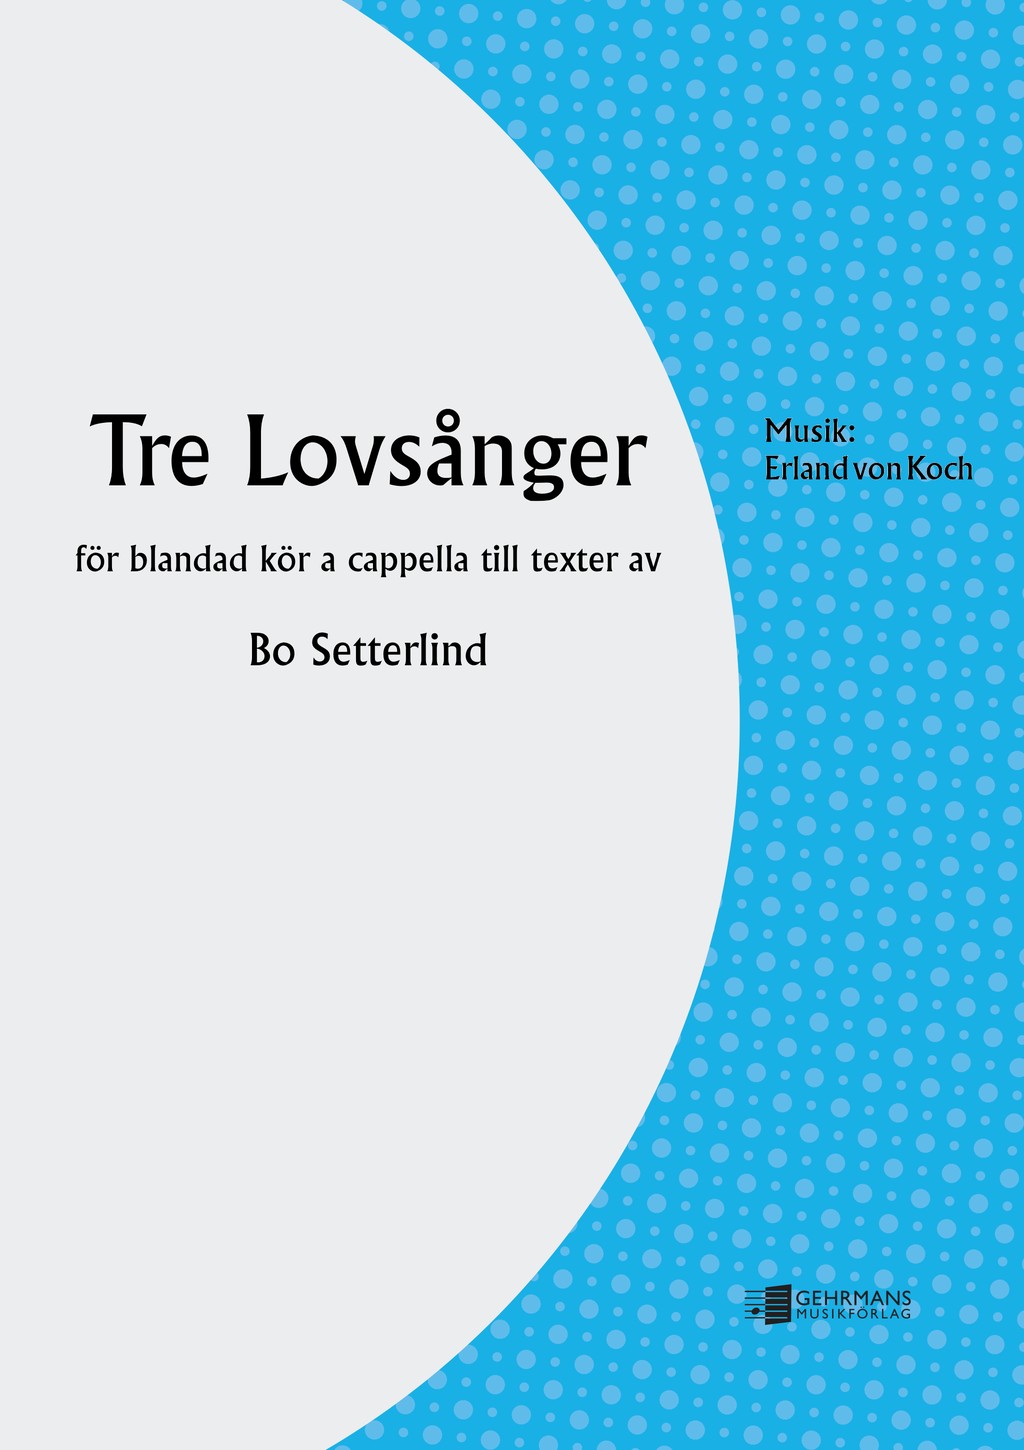 Tre Lovsånger
för blandad kör a cappella till texter av
Bo Setterlind
Musik:
Erland von Koch
GEHRMANS
MUSIKFÖRLAG